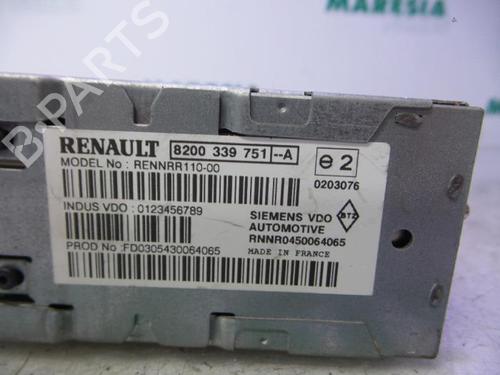 MARESIA
B-PARTS
RENAULT 8200 339 751 --A
MODEL No : RENNRR110-00
e 2
0203076
INDUS VDO : 0123456789
SIEMENS VDO
AUTOMOTIVE
RNNR0450064065
MADE IN FRANCE
PROD No :FD0305430064065